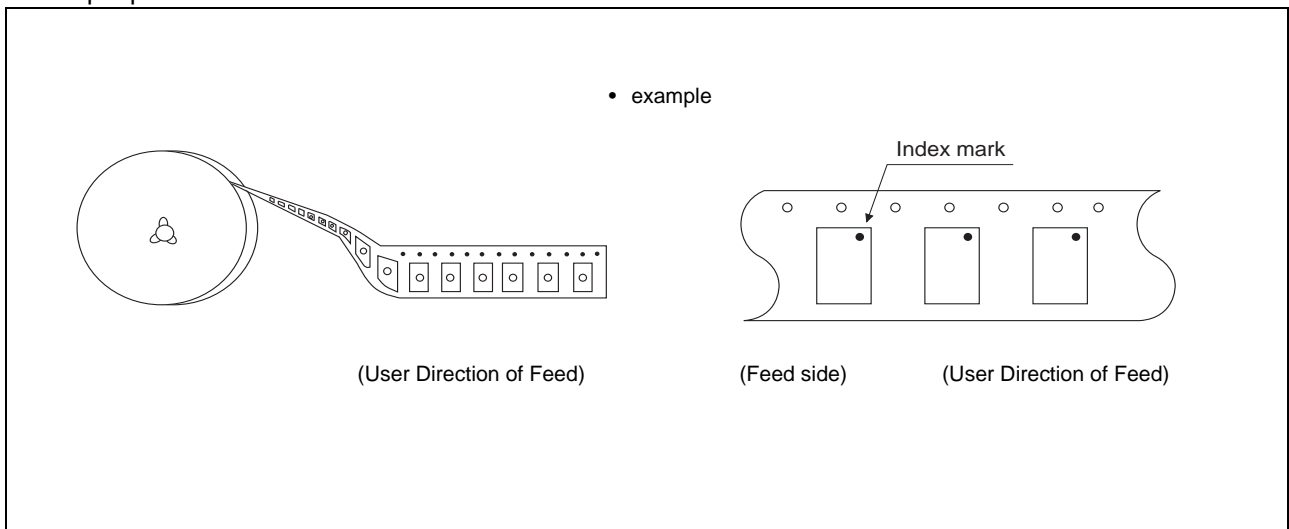 • example
Index mark
(User Direction of Feed)
(Feed side)
(User Direction of Feed)